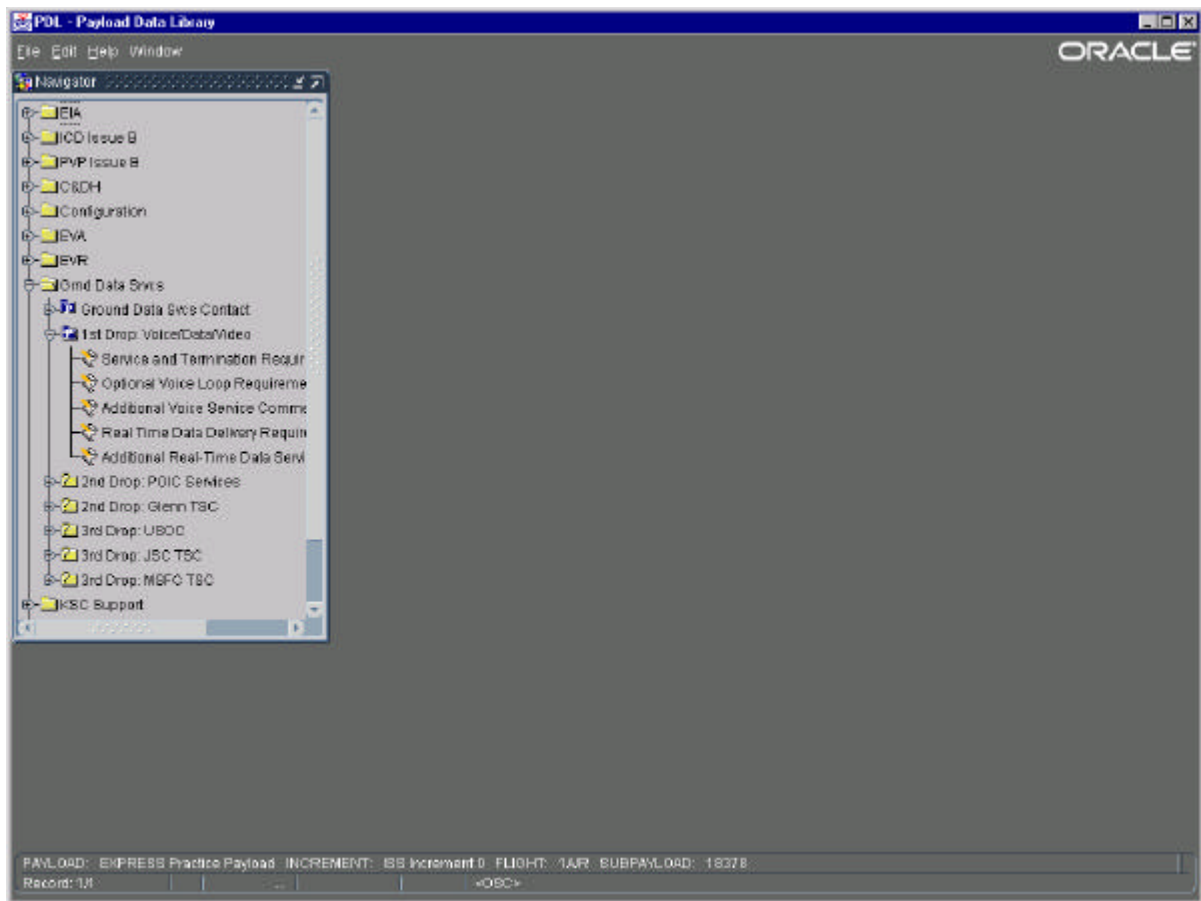 PDL - Payload Data Library
File Edit Help Window
ORACLE
Navigator
EIA
ICD Issue B
PVP Issue B
C&DH
Configuration
EVA
EVR
Grnd Data Srvcs
Ground Data Svcs Contact
1st Drop: Voice/Data/Video
Service and Termination Requir
Optional Voice Loop Requireme
Additional Voice Service Comme
Real Time Data Delivery Requir
Additional Real-Time Data Servi
2nd Drop: POIC Services
2nd Drop: Glenn TSC
3rd Drop: USOC
3rd Drop: JSC TSC
3rd Drop: MSFC TSC
KSC Support
PAYLOAD: EXPRESS Practice Payload INCREMENT: ISS Increment 0 FLIGHT: 1A/R SUBPAYLOAD: 18378
Record: 1/1 ... <OSC>